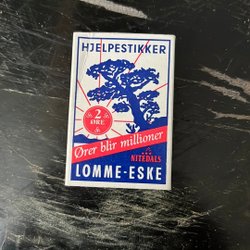 HJELPESTIKKER
2
ØRE
Ører blir millioner
NITEDALS
LOMME-ESKE